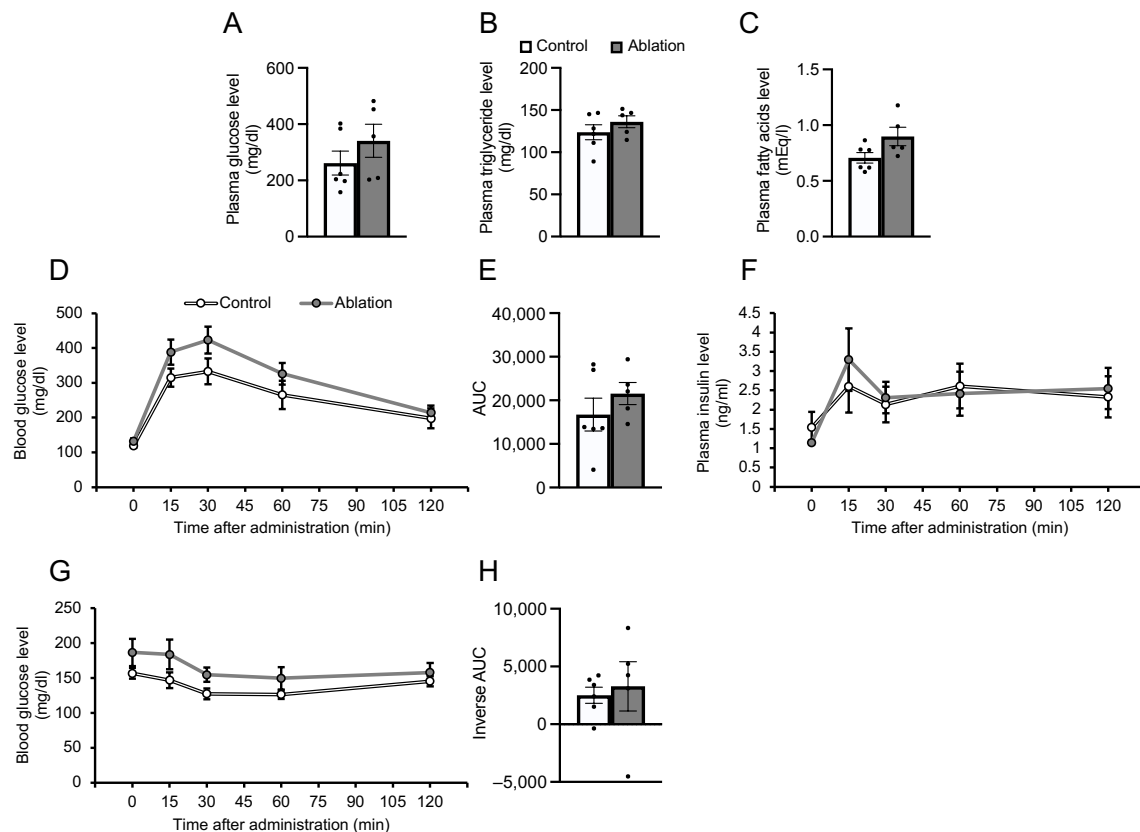 A
Plasma glucose level
(mg/dl)
600
400
200
0
B
Control
Ablation
Plasma triglyceride level
(mg/dl)
200
150
100
50
0
C
Plasma fatty acids level
(mEq/l)
1.5
1.0
0.5
0.0
D
Control
Ablation
Blood glucose level
(mg/dl)
500
400
300
200
100
0
0 15 30 45 60 75 90 105 120
Time after administration (min)
E
AUC
40,000
30,000
20,000
10,000
0
F
Plasma insulin level
(ng/ml)
4.5
4
3.5
3
2.5
2
1.5
1
0.5
0
0 15 30 45 60 75 90 105 120
Time after administration (min)
G
Blood glucose level
(mg/dl)
250
200
150
100
50
0
0 15 30 45 60 75 90 105 120
Time after administration (min)
H
Inverse AUC
10,000
5,000
0
–5,000